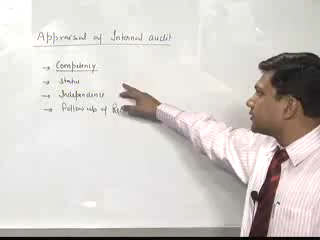 Appraisal of Internal audit
→ Competency
→ Status
→ Independence
→ Follow up of